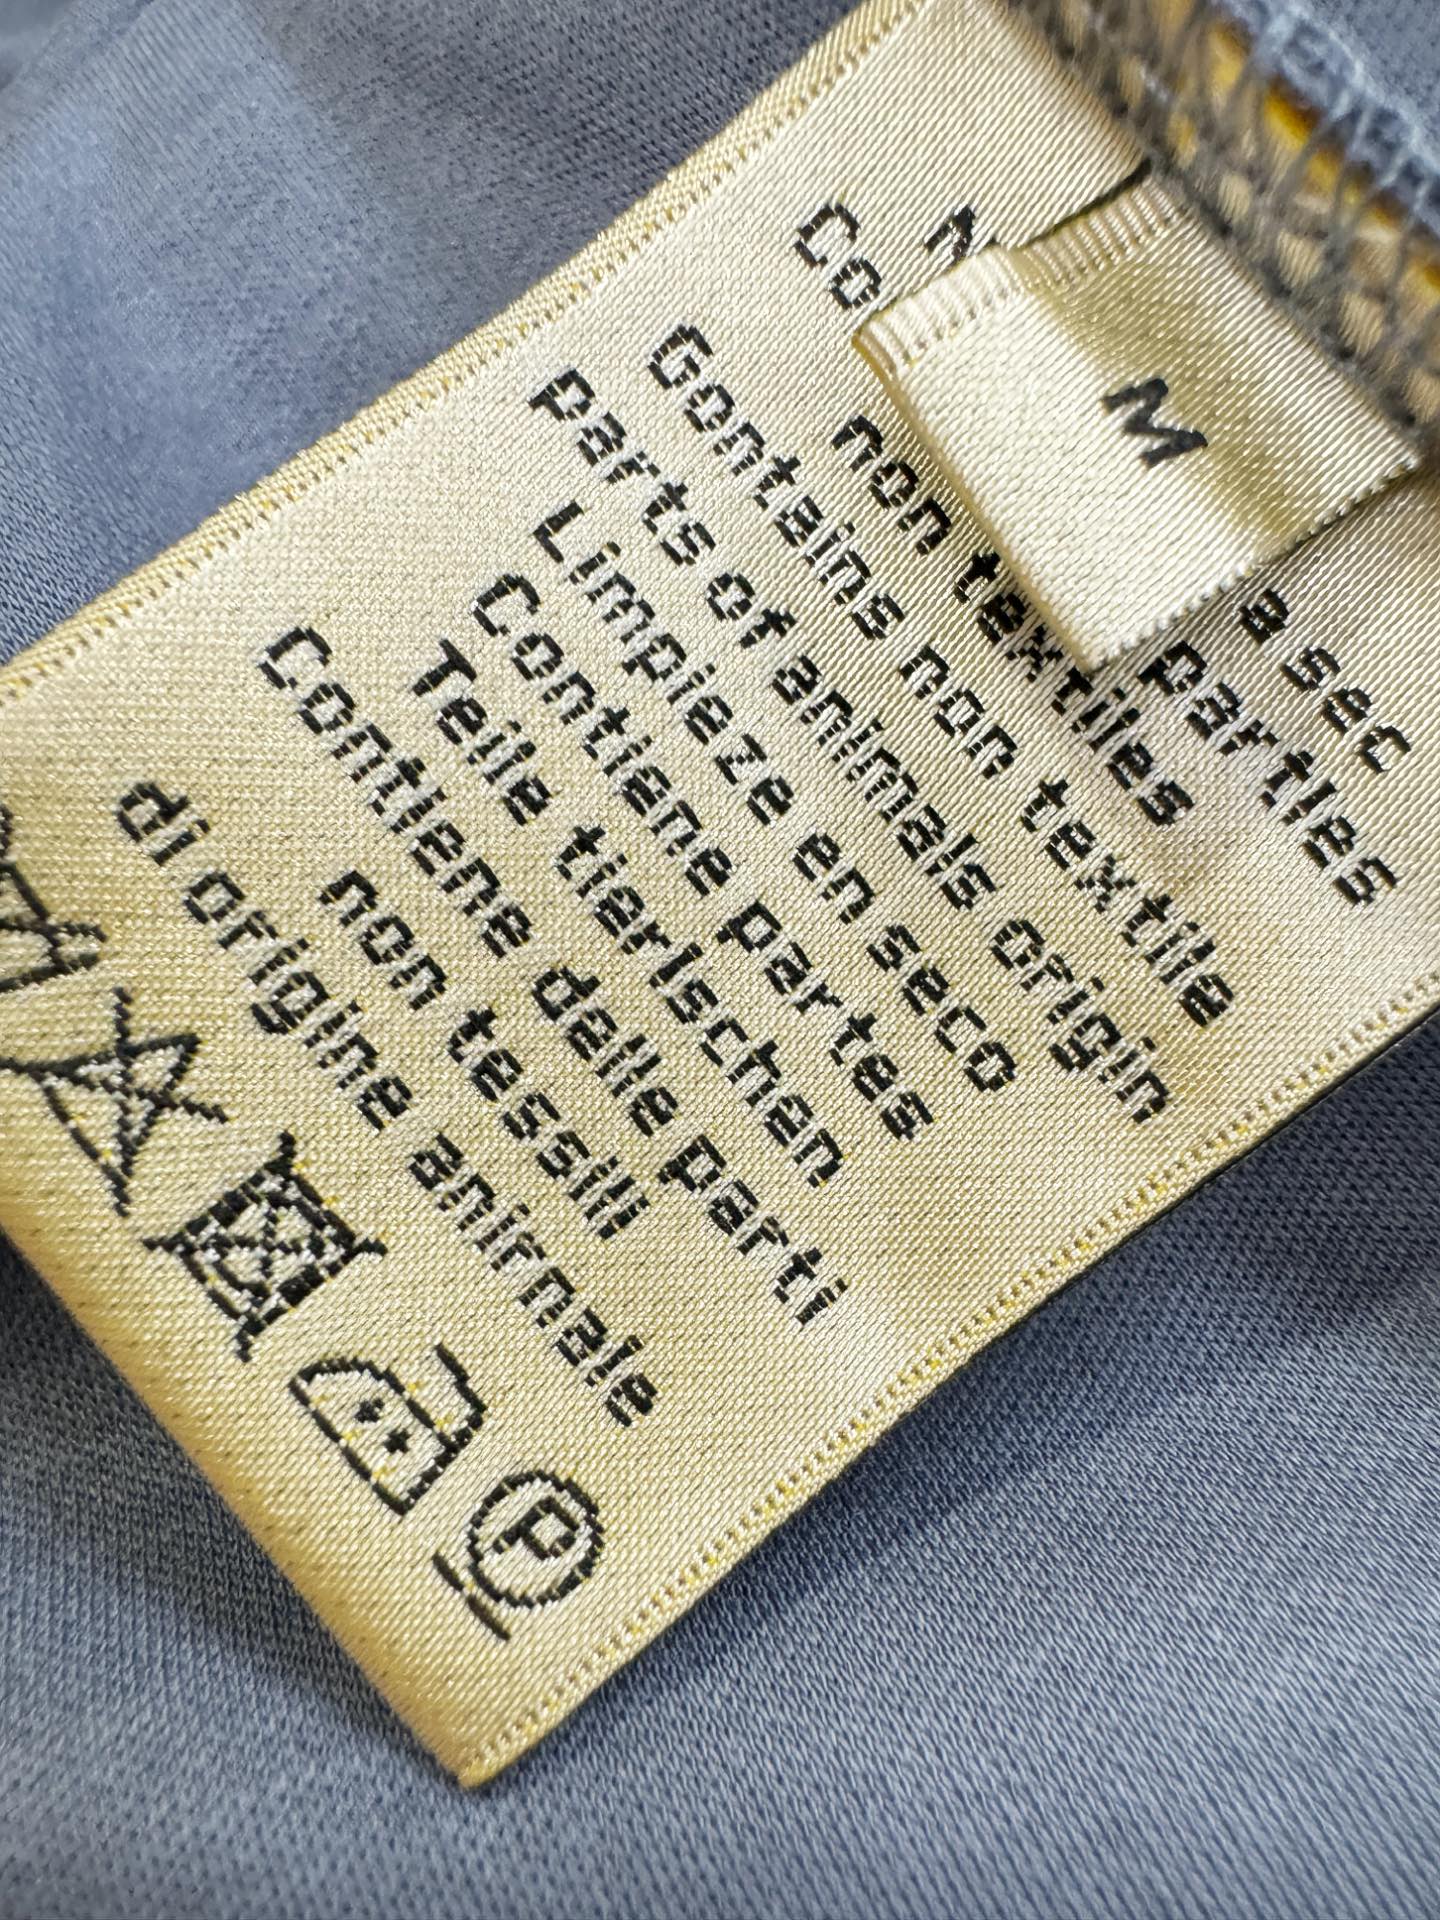 M
a sec
parties
non textiles
Contains non textile
parts of animals origin
Limpieze en seco
Contiene partes
Teile tierischen
Contiene delle parti
non tessili
di origine animale
P